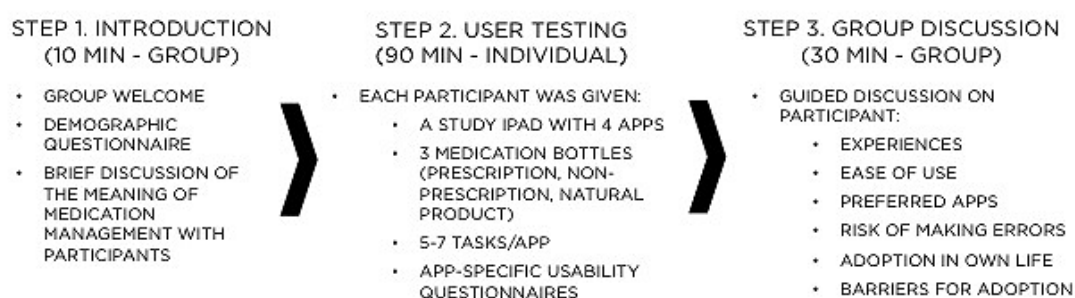 STEP 1. INTRODUCTION
(10 MIN - GROUP)
• GROUP WELCOME
• DEMOGRAPHIC
QUESTIONNAIRE
• BRIEF DISCUSSION OF
THE MEANING OF
MEDICATION
MANAGEMENT WITH
PARTICIPANTS
STEP 2. USER TESTING
(90 MIN - INDIVIDUAL)
• EACH PARTICIPANT WAS GIVEN:
• A STUDY IPAD WITH 4 APPS
• 3 MEDICATION BOTTLES
(PRESCRIPTION, NON-
PRESCRIPTION, NATURAL
PRODUCT)
• 5-7 TASKS/APP
• APP-SPECIFIC USABILITY
QUESTIONNAIRES
STEP 3. GROUP DISCUSSION
(30 MIN - GROUP)
• GUIDED DISCUSSION ON
PARTICIPANT:
• EXPERIENCES
• EASE OF USE
• PREFERRED APPS
• RISK OF MAKING ERRORS
• ADOPTION IN OWN LIFE
• BARRIERS FOR ADOPTION